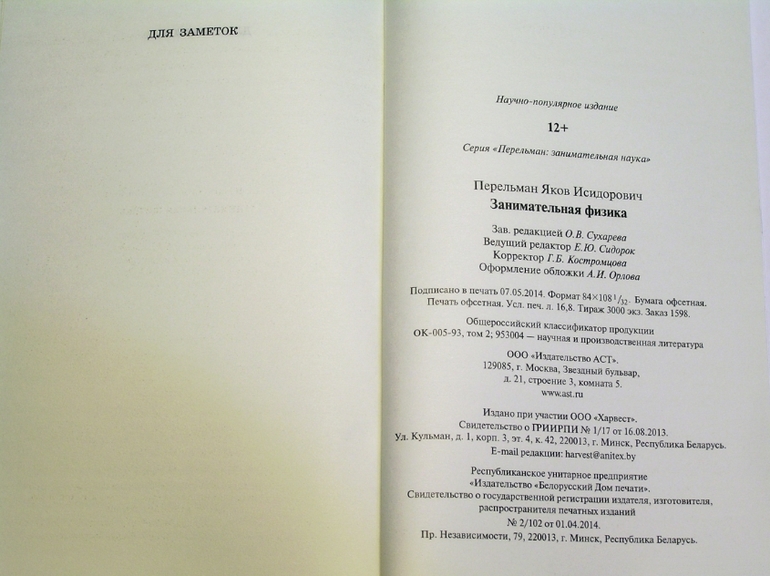 ДЛЯ ЗАМЕТОК
Научно-популярное издание
12+
Серия «Перельман: занимательная наука»
Перельман Яков Исидорович
Занимательная физика
Зав. редакцией О.В. Сухарева
Ведущий редактор Е.Ю. Сидорок
Корректор Г.Б. Костромцова
Оформление обложки А.И. Орлова
Подписано в печать 07.05.2014. Формат 84×108 1/32. Бумага офсетная.
Печать офсетная. Усл. печ. л. 16,8. Тираж 3000 экз. Заказ 1598.
Общероссийский классификатор продукции
ОК-005-93, том 2; 953004 — научная и производственная литература
ООО «Издательство АСТ».
129085, г. Москва, Звездный бульвар,
д. 21, строение 3, комната 5.
www.ast.ru
Издано при участии ООО «Харвест».
Свидетельство о ГРИИРПИ № 1/17 от 16.08.2013.
Ул. Кульман, д. 1, корп. 3, эт. 4, к. 42, 220013, г. Минск, Республика Беларусь.
E-mail редакции: harvest@anitex.by
Республиканское унитарное предприятие
«Издательство «Белорусский Дом печати».
Свидетельство о государственной регистрации издателя, изготовителя,
распространителя печатных изданий
№ 2/102 от 01.04.2014.
Пр. Независимости, 79, 220013, г. Минск, Республика Беларусь.